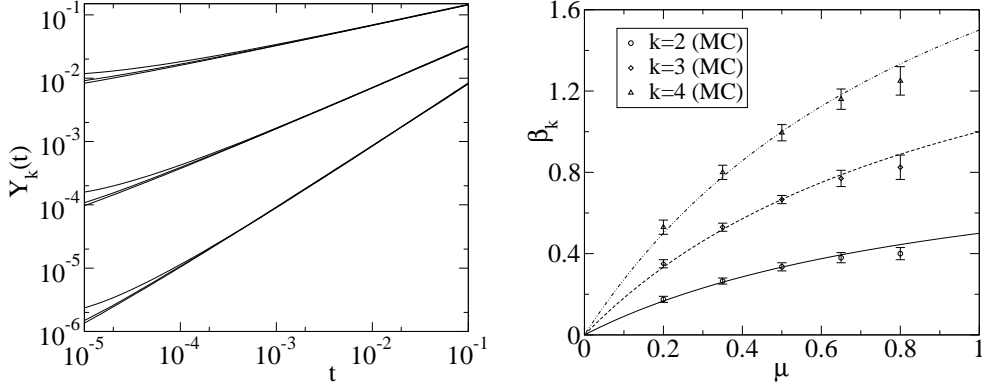 10⁻¹
10⁻²
10⁻³
10⁻⁴
10⁻⁵
10⁻⁶
Yₖ(t)
10⁻⁵ 10⁻⁴ 10⁻³ 10⁻² 10⁻¹
t
k=2 (MC)
k=3 (MC)
k=4 (MC)
1.6
1.2
0.8
0.4
0
βₖ
0 0.2 0.4 0.6 0.8 1
μ